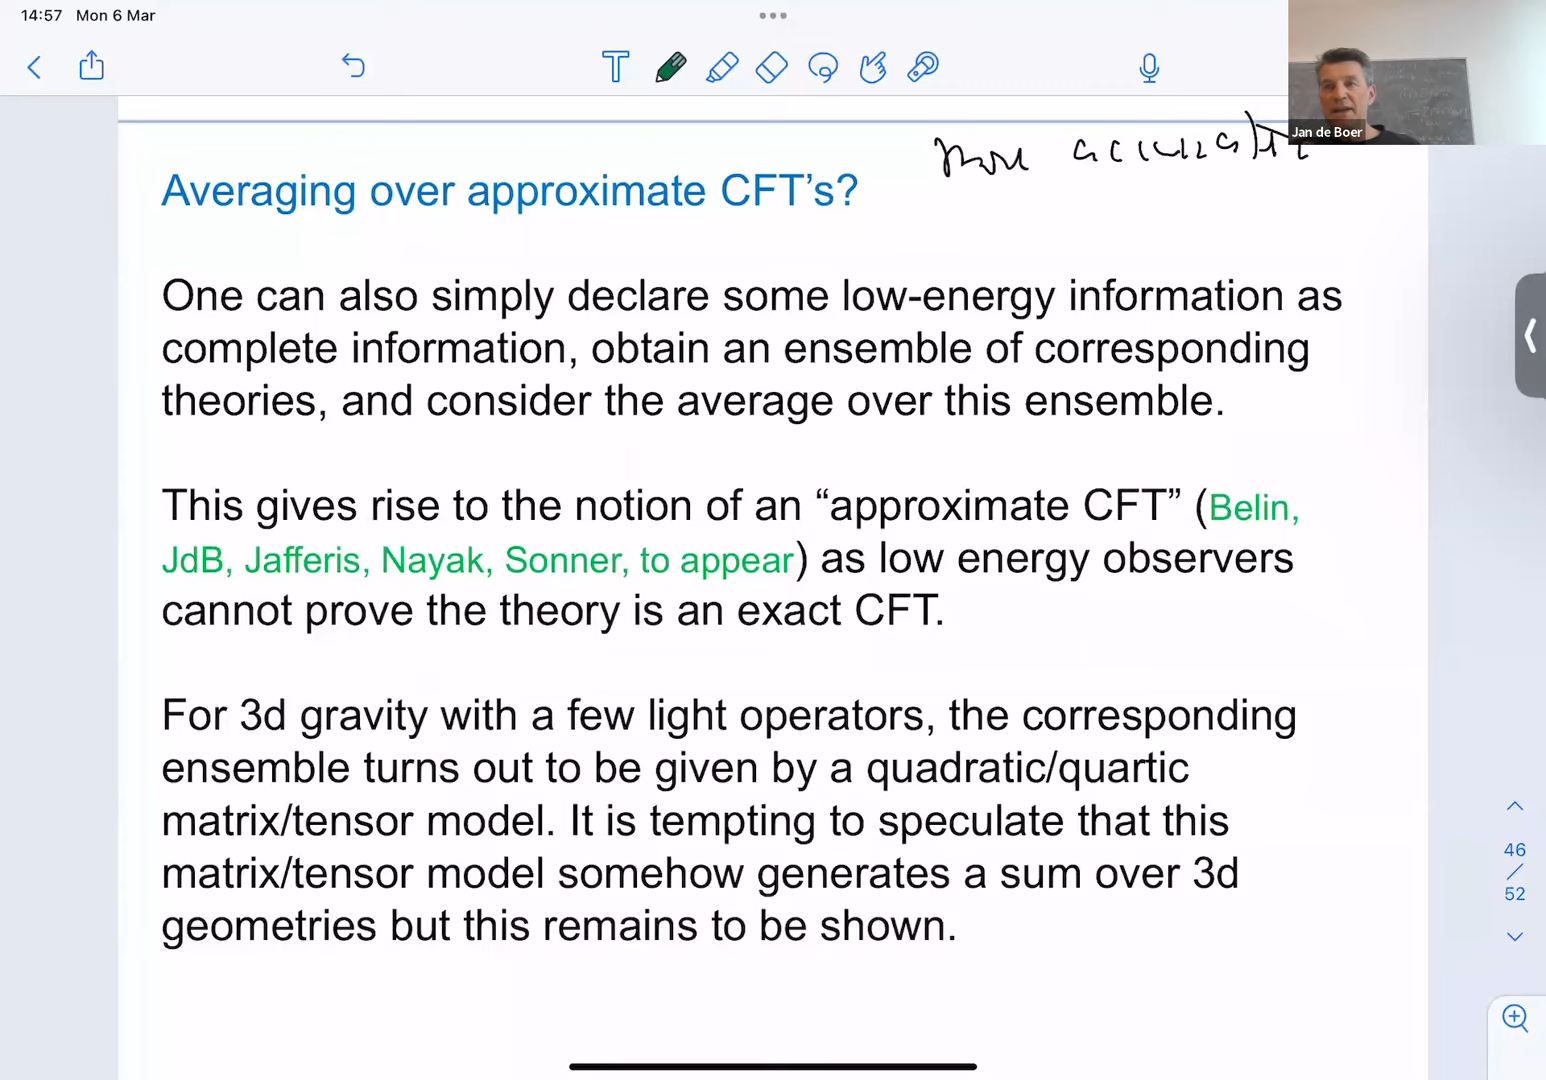 14:57 Mon 6 Mar
Jan de Boer
more accurate
Averaging over approximate CFT's?
One can also simply declare some low-energy information as
complete information, obtain an ensemble of corresponding
theories, and consider the average over this ensemble.
This gives rise to the notion of an “approximate CFT” (Belin,
JdB, Jafferis, Nayak, Sonner, to appear) as low energy observers
cannot prove the theory is an exact CFT.
For 3d gravity with a few light operators, the corresponding
ensemble turns out to be given by a quadratic/quartic
matrix/tensor model. It is tempting to speculate that this
matrix/tensor model somehow generates a sum over 3d
geometries but this remains to be shown.
46
/
52